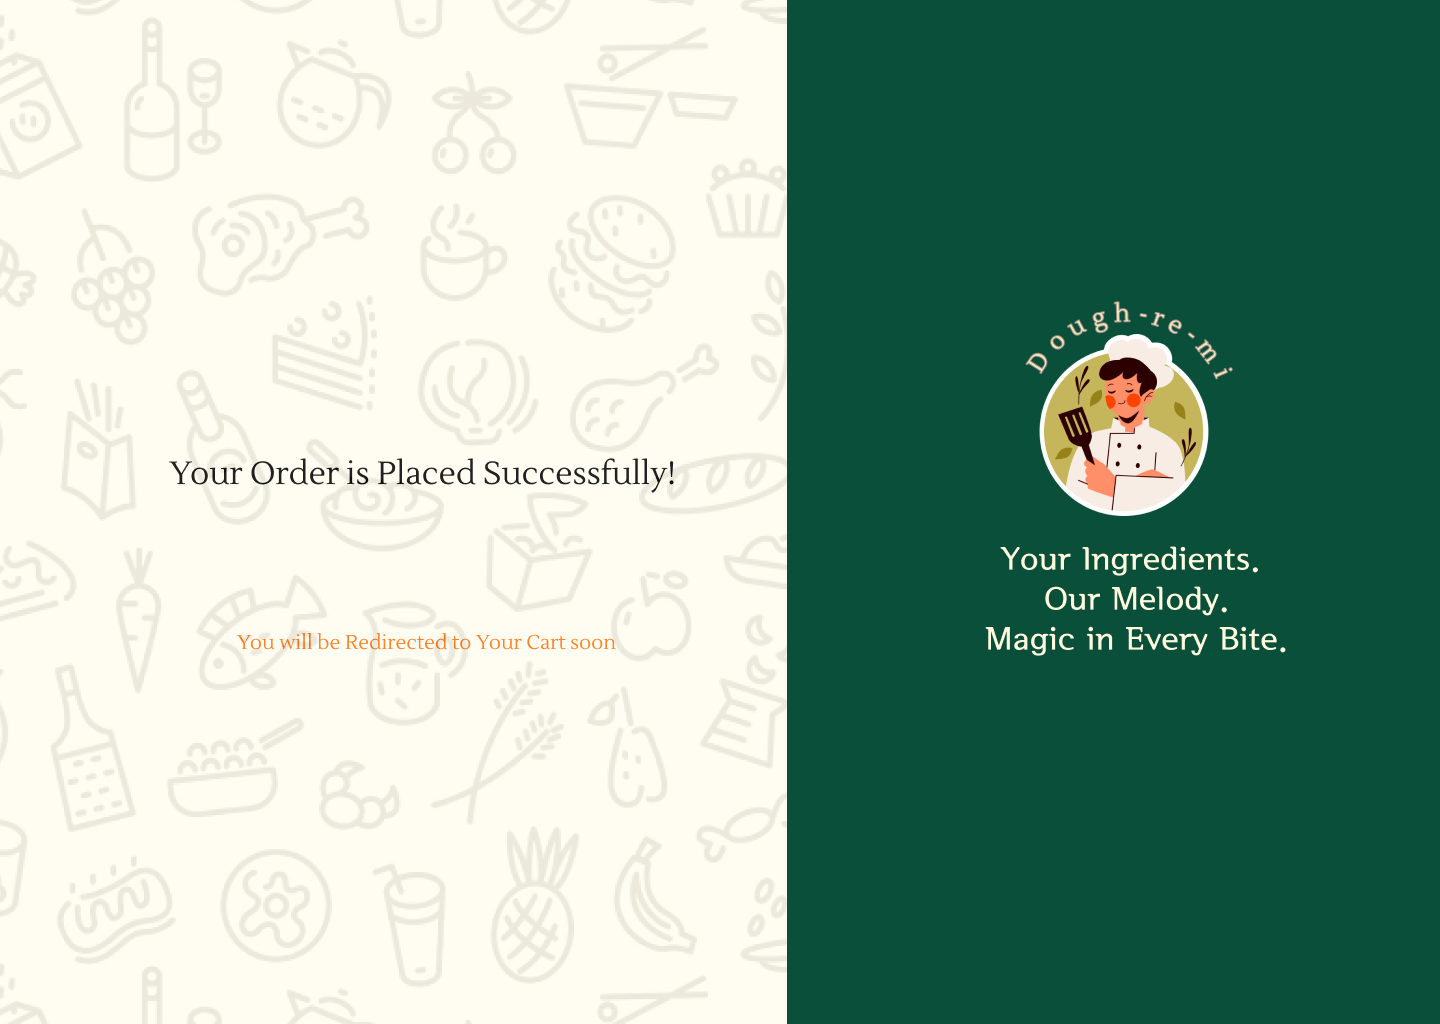 Your Order is Placed Successfully!
You will be Redirected to Your Cart soon
Dough-re-mi
Your Ingredients.
Our Melody.
Magic in Every Bite.